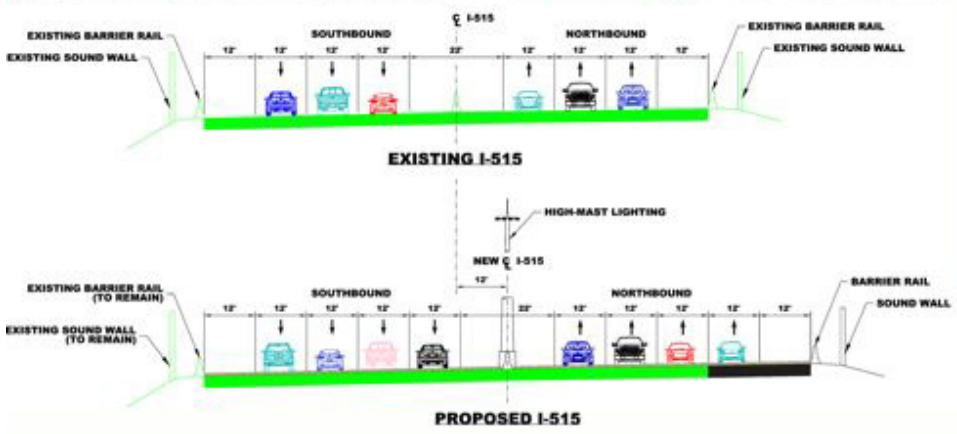 ℄ I-515
EXISTING BARRIER RAIL
EXISTING SOUND WALL
SOUTHBOUND
NORTHBOUND
EXISTING BARRIER RAIL
EXISTING SOUND WALL
12' 12' 12' 12' 22' 12' 12' 12' 12'
EXISTING I-515
HIGH-MAST LIGHTING
NEW ℄ I-515
12'
EXISTING BARRIER RAIL
(TO REMAIN)
EXISTING SOUND WALL
(TO REMAIN)
SOUTHBOUND
NORTHBOUND
BARRIER RAIL
SOUND WALL
12' 12' 12' 12' 12' 22' 12' 12' 12' 12' 12'
PROPOSED I-515